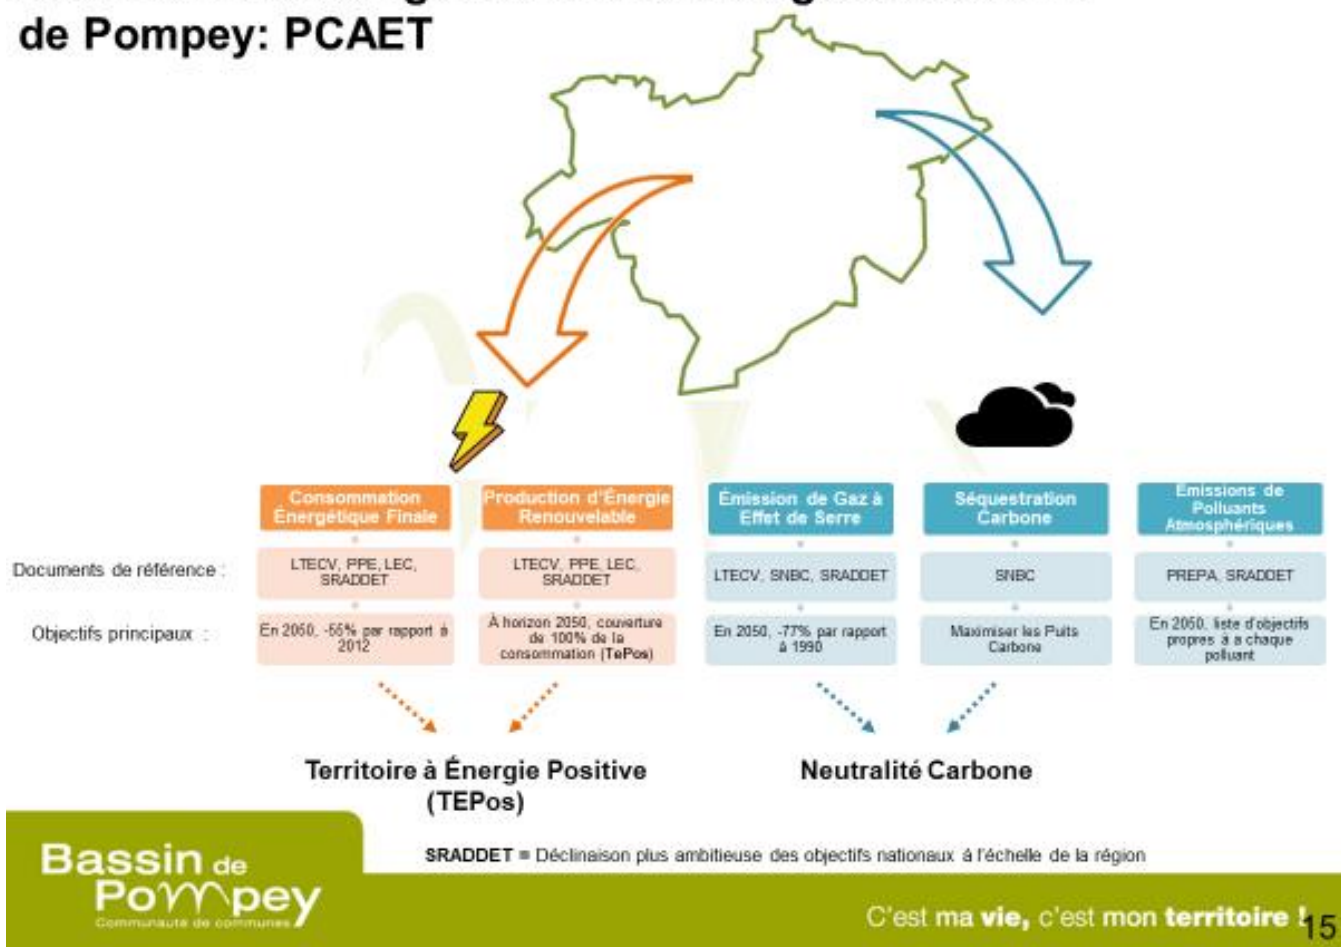 de Pompey: PCAET
Consommation
Énergétique Finale
Production d'Énergie
Renouvelable
Émission de Gaz à
Effet de Serre
Séquestration
Carbone
Emissions de
Polluants
Atmosphériques
Documents de référence :
LTECV, PPE, LEC,
SRADDET
LTECV, PPE, LEC,
SRADDET
LTECV, SNBC, SRADDET
SNBC
PREPA, SRADDET
Objectifs principaux :
En 2050, -55% par rapport à
2012
À horizon 2050, couverture
de 100% de la
consommation (TePos)
En 2050, -77% par rapport
à 1990
Maximiser les Puits
Carbone
En 2050, liste d'objectifs
propres à a chaque
polluant
Territoire à Énergie Positive
(TEPos)
Neutralité Carbone
SRADDET = Déclinaison plus ambitieuse des objectifs nationaux à l'échelle de la région
Bassin de
Pompey
Communauté de communes
C'est ma vie, c'est mon territoire !
15